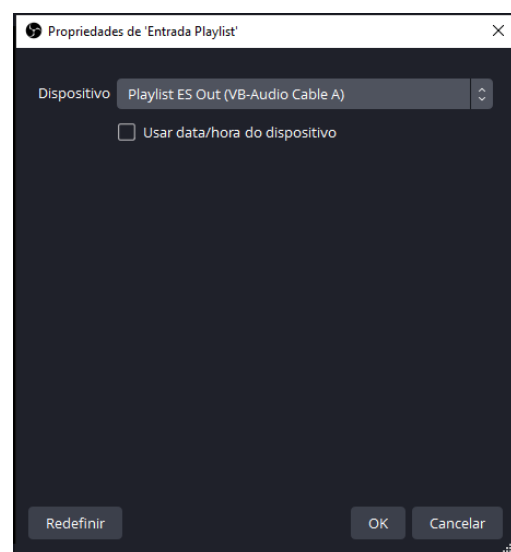 Propriedades de 'Entrada Playlist'
Dispositivo Playlist ES Out (VB-Audio Cable A)
Usar data/hora do dispositivo
Redefinir OK Cancelar